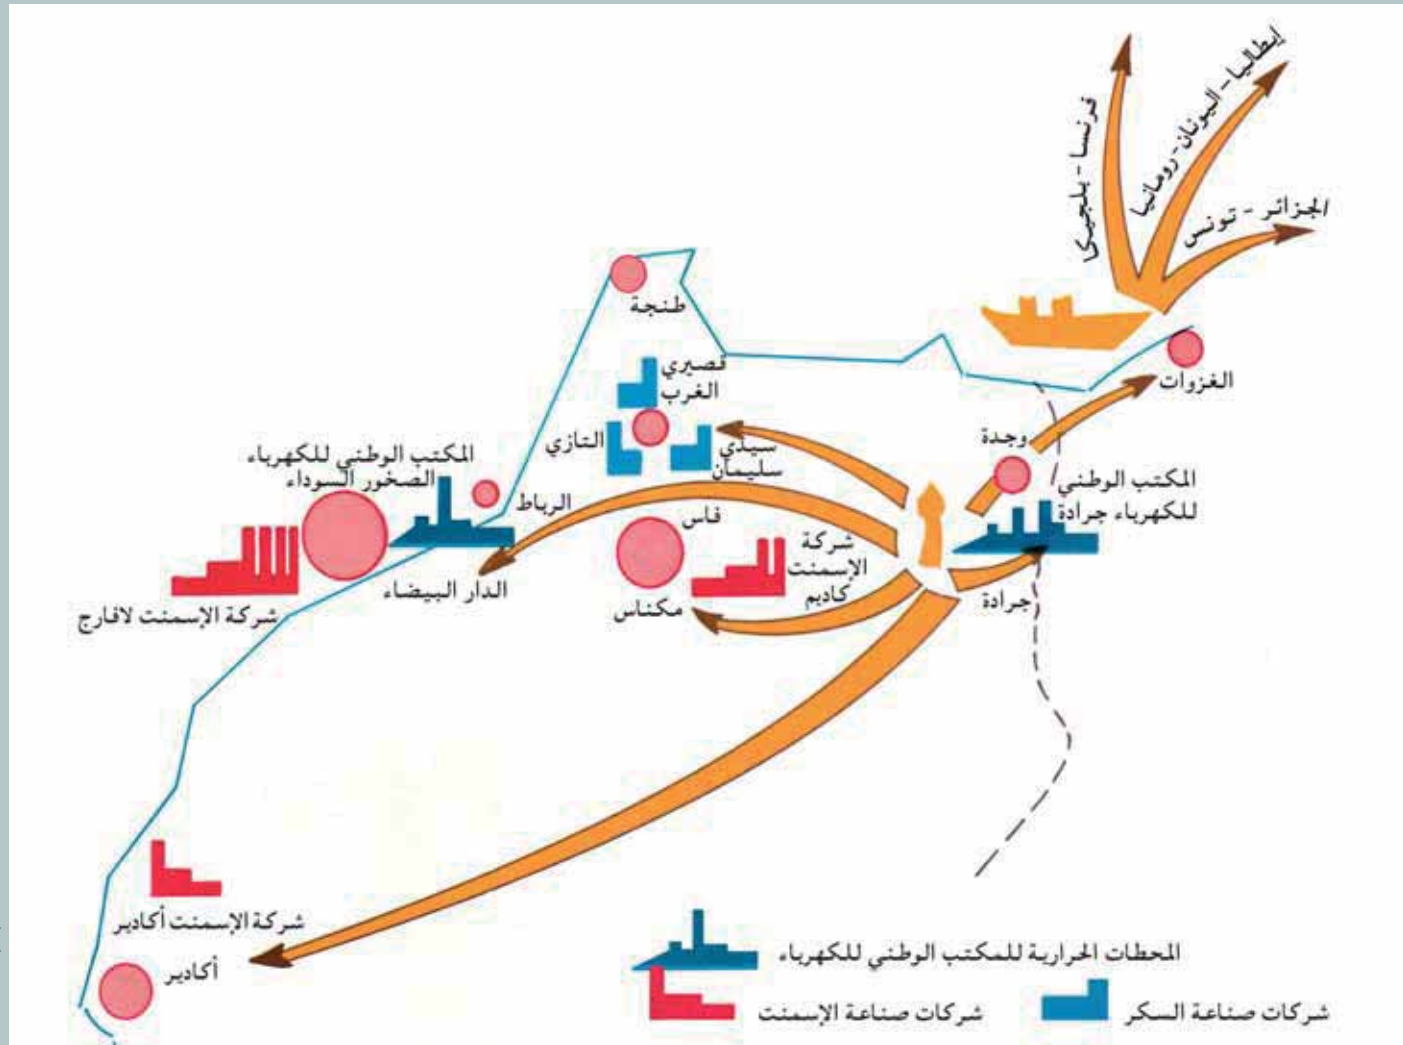 فرنسا - بلجيكا
إيطاليا - اليونان - رومانيا
الجزائر - تونس
طنجة
الغزوات
قصيري
الغرب
التازي
سيدي
سليمان
وجدة
المكتب الوطني للكهرباء
الصخور السوداء
المكتب الوطني
للكهرباء جرادة
الرباط
فاس
شركة
الإسمنت
كاديم
الدار البيضاء
مكناس
جرادة
شركة الإسمنت لافارج
شركة الإسمنت أكادير
أكادير
المحطات الحرارية للمكتب الوطني للكهرباء
شركات صناعة السكر
شركات صناعة الإسمنت